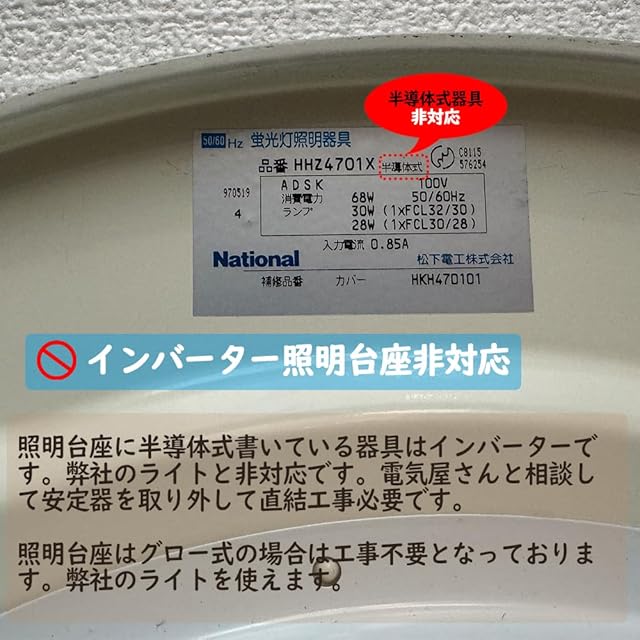 半導体式器具
非対応
50/60 Hz 蛍光灯照明器具
品番 HHZ4701X 半導体式 C8115
576254
970519
4
ADSK 100V
消費電力 68W 50/60Hz
ランプ 30W (1xFCL32/30)
28W (1xFCL30/28)
入力電流 0.85A
National 松下電工株式会社
補修品番 カバー HKH470101
インバーター照明台座非対応
照明台座に半導体式書いている器具はインバーターで
す。弊社のライトと非対応です。電気屋さんと相談し
て安定器を取り外して直結工事必要です。
照明台座はグロー式の場合は工事不要となっておりま
す。弊社のライトを使えます。